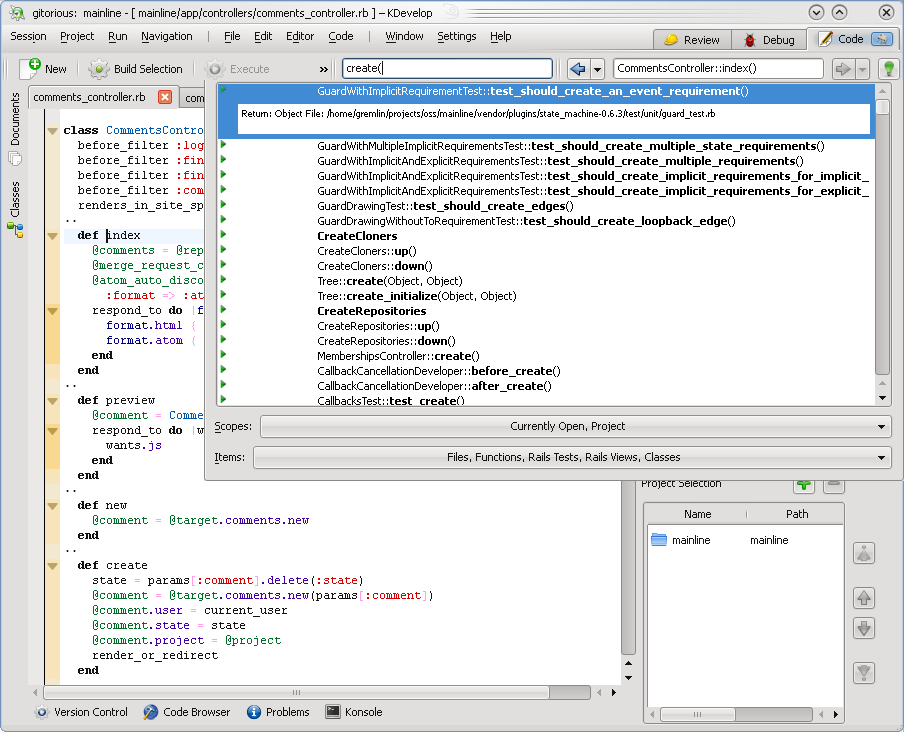 gitorious:  mainline - [ mainline/app/controllers/comments_controller.rb ] – KDevelop
Session Project Run Navigation File Edit Editor Code Window Settings Help
Review Debug Code
New Build Selection Execute » create( CommentsController::index()
Documents
Classes
comments_controller.rb com
GuardWithImplicitRequirementTest::test_should_create_an_event_requirement()
Return: Object File: /home/gremlin/projects/oss/mainline/vendor/plugins/state_machine-0.6.3/test/unit/guard_test.rb
GuardWithMultipleImplicitRequirementsTest::test_should_create_multiple_state_requirements()
GuardWithImplicitAndExplicitRequirementsTest::test_should_create_multiple_requirements()
GuardWithImplicitAndExplicitRequirementsTest::test_should_create_implicit_requirements_for_implicit_
GuardWithImplicitAndExplicitRequirementsTest::test_should_create_implicit_requirements_for_explicit_
GuardDrawingTest::test_should_create_edges()
GuardDrawingWithoutToRequirementTest::test_should_create_loopback_edge()
CreateCloners
CreateCloners::up()
CreateCloners::down()
Tree::create(Object, Object)
Tree::create_initialize(Object, Object)
CreateRepositories
CreateRepositories::up()
CreateRepositories::down()
MembershipsController::create()
CallbackCancellationDeveloper::before_create()
CallbackCancellationDeveloper::after_create()
CallbacksTest::test_create()
Scopes: Currently Open, Project
Items: Files, Functions, Rails Tests, Rails Views, Classes
class CommentsContro
before_filter :log
before_filter :fin
before_filter :fin
before_filter :com
renders_in_site_sp
..
def index
@comments = @rep
@merge_request_c
@atom_auto_disco
:format => :at
respond_to do |f
format.html {
format.atom {
end
end
..
def preview
@comment = Comme
respond_to do |w
wants.js
end
end
..
def new
@comment = @target.comments.new
end
..
def create
state = params[:comment].delete(:state)
@comment = @target.comments.new(params[:comment])
@comment.user = current_user
@comment.state = state
@comment.project = @project
render_or_redirect
end
Project Selection
Name Path
mainline mainline
Version Control Code Browser Problems Konsole